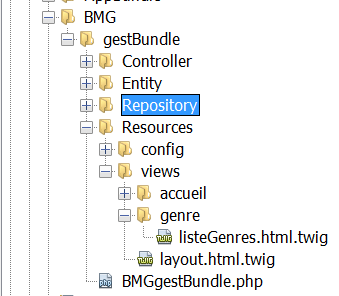 BMG
gestBundle
Controller
Entity
Repository
Resources
config
views
accueil
genre
listeGenres.html.twig
layout.html.twig
BMGgestBundle.php